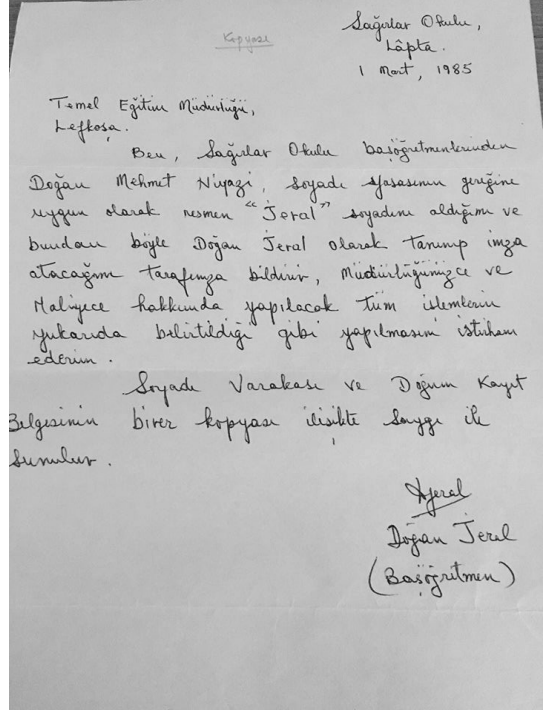 Kopyası
Sağırlar Okulu,
Lâpta.
1 Mart, 1985
Temel Eğitim Müdürlüğü,
Lefkoşa.
Ben, Sağırlar Okulu başöğretmenlerinden
Doğan Mehmet Niyazi, soyadı yasasının gereğine
uygun olarak resmen "Jeral" soyadını aldığımı ve
bundan böyle Doğan Jeral olarak tanınıp imza
atacağımı tarafınıza bildirir, Müdürlüğünüzce ve
Maliyece hakkımda yapılacak tüm işlemlerin
yukarıda belirtildiği gibi yapılmasını istirham
ederim.
Soyadı Varakası ve Doğum Kayıt
Belgesinin birer kopyası ilişikte saygı ile
sunulur.
Doğan Jeral
(Başöğretmen)